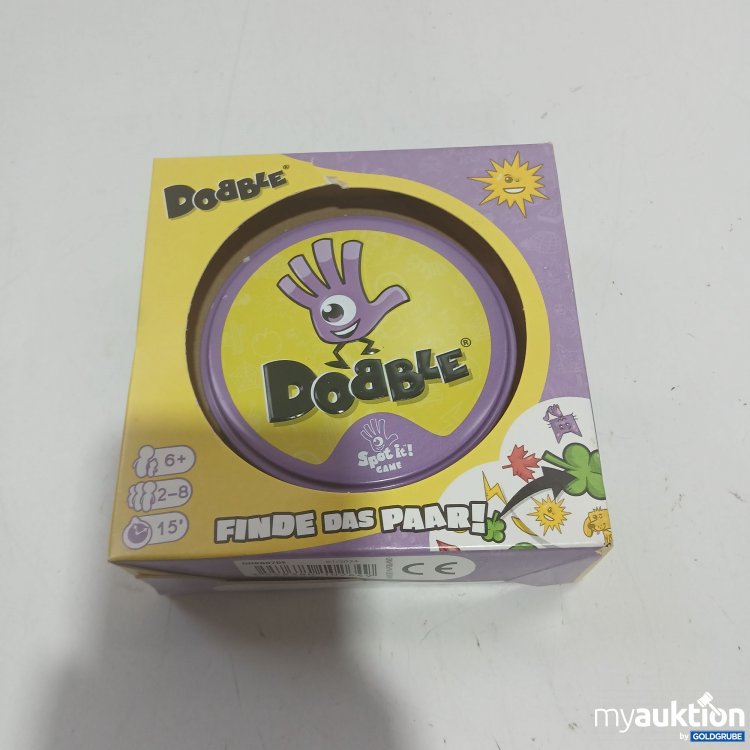 DOBBLE®
DOBBLE®
Spot it!
GAME
6+
2-8
15'
FINDE DAS PAAR!
CE
myauktion
by GOLDGRUBE